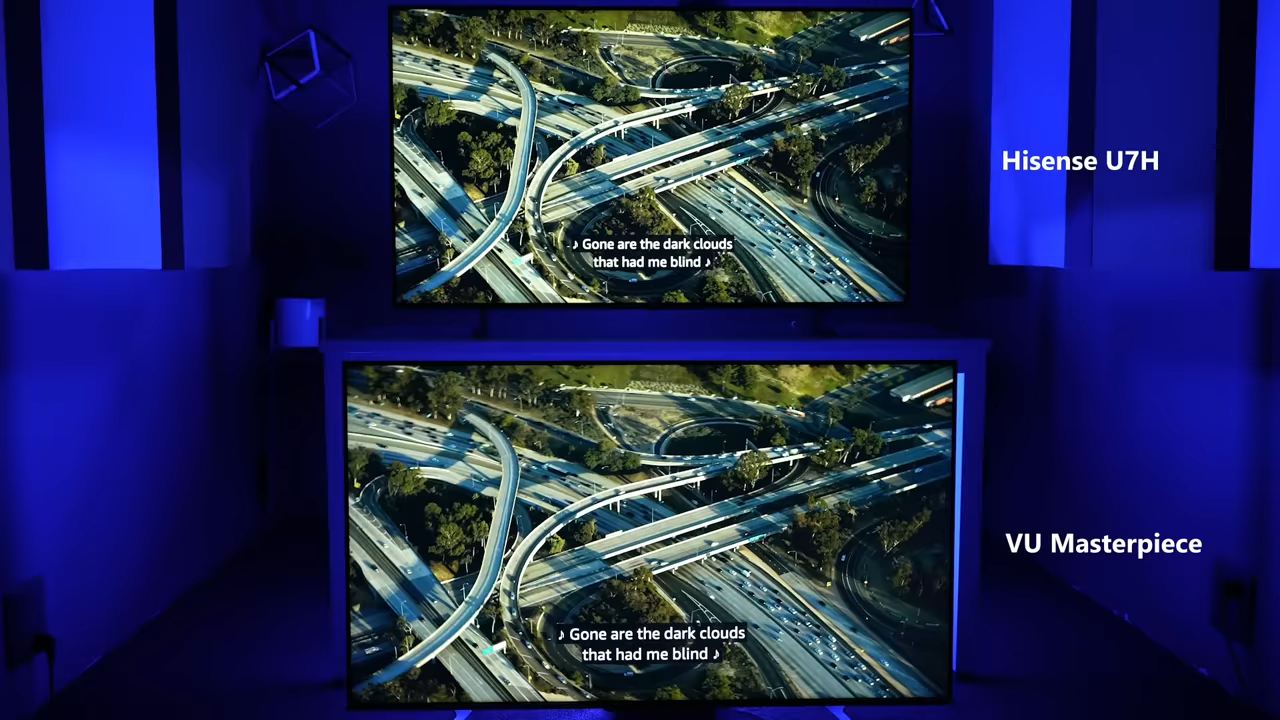 ♪ Gone are the dark clouds
that had me blind ♪
Hisense U7H
♪ Gone are the dark clouds
that had me blind ♪
VU Masterpiece